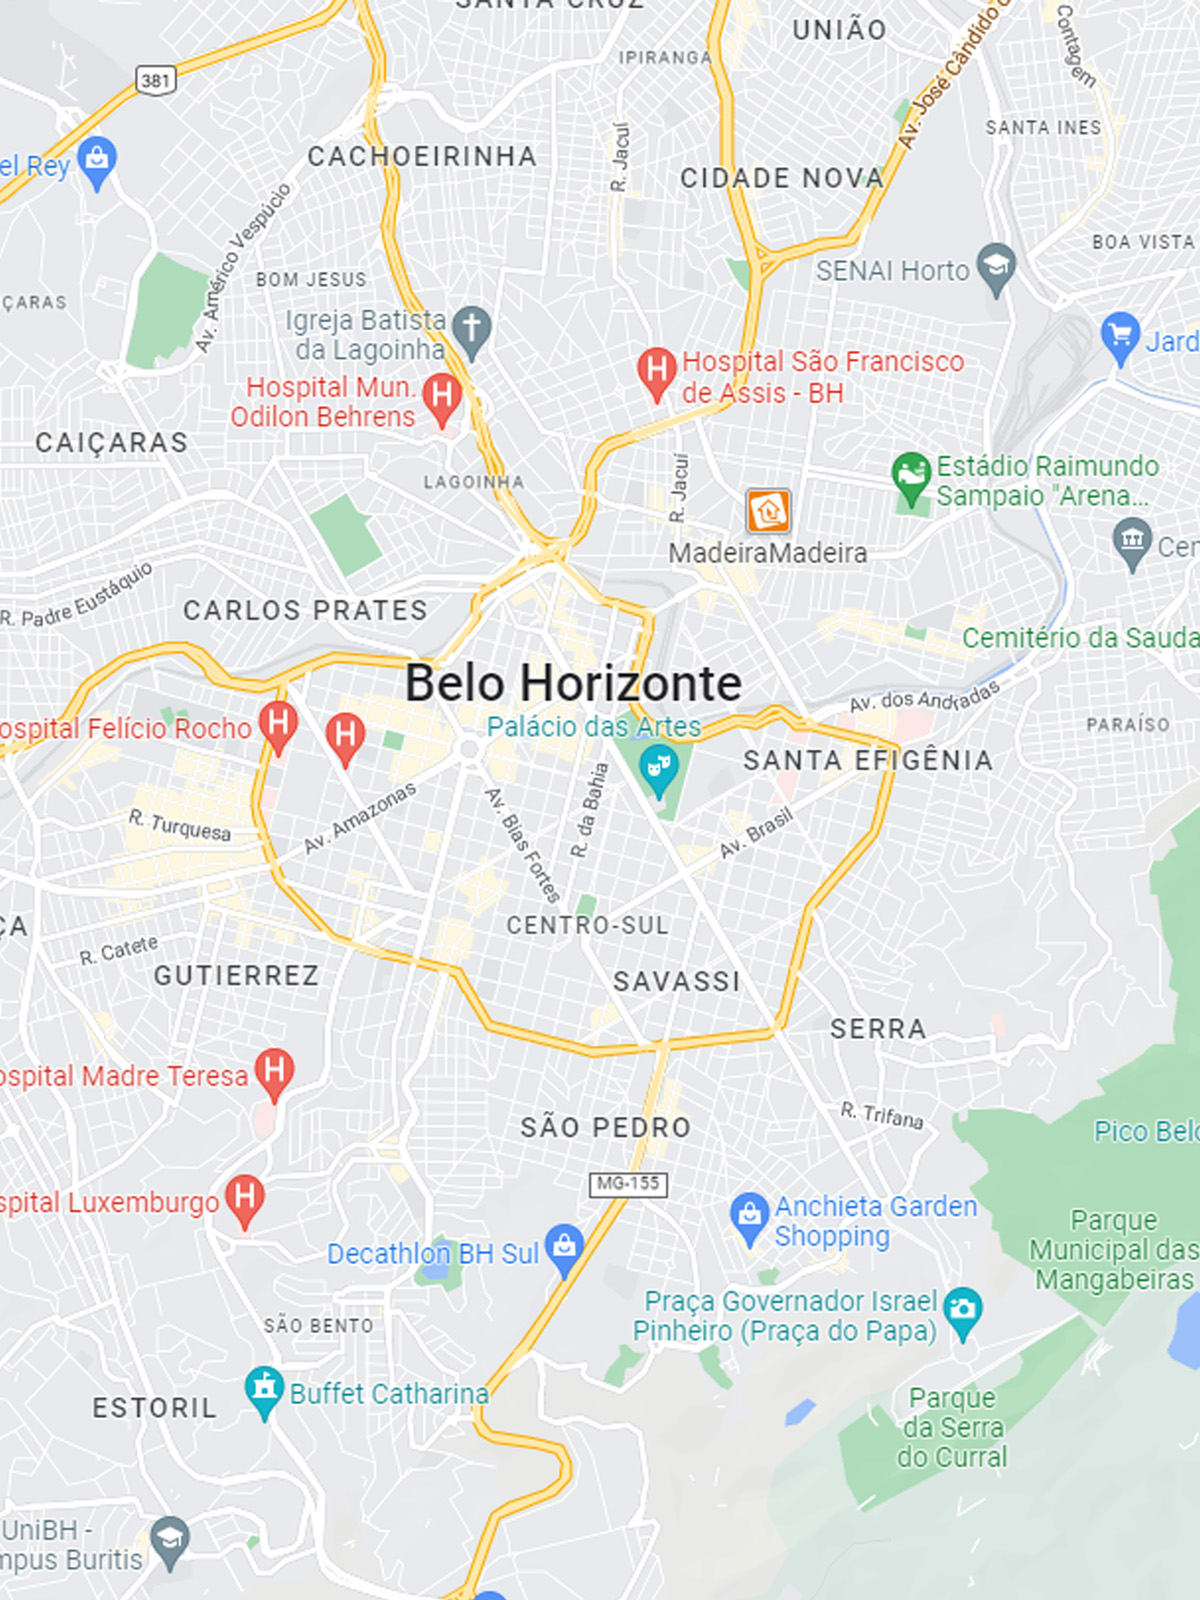 SANTA CRUZ
UNIÃO
IPIRANGA
Contagem
Av. José Cândido
381
SANTA INES
CACHOEIRINHA
R. Jacuí
CIDADE NOVA
el Rey
Av. Américo Vespúcio
BOA VISTA
SENAI Horto
BOM JESUS
ÇARAS
Igreja Batista
da Lagoinha
Jard
Hospital São Francisco
de Assis - BH
Hospital Mun.
Odilon Behrens
CAIÇARAS
LAGOINHA
R. Jacuí
Estádio Raimundo
Sampaio "Arena...
MadeiraMadeira
Cen
R. Padre Eustáquio
CARLOS PRATES
Cemitério da Sauda
Belo Horizonte
Av. dos Andradas
ospital Felício Rocho
Palácio das Artes
PARAÍSO
SANTA EFIGÊNIA
R. Turquesa
Av. Amazonas
Av. Bias Fortes
R. da Bahia
Av. Brasil
ÇA
CENTRO-SUL
R. Catete
GUTIERREZ
SAVASSI
SERRA
ospital Madre Teresa
R. Trifana
SÃO PEDRO
Pico Belo
MG-155
spital Luxemburgo
Anchieta Garden
Shopping
Parque
Municipal das
Mangabeiras
Decathlon BH Sul
Praça Governador Israel
Pinheiro (Praça do Papa)
SÃO BENTO
Buffet Catharina
ESTORIL
Parque
da Serra
do Curral
UniBH -
mpus Buritis